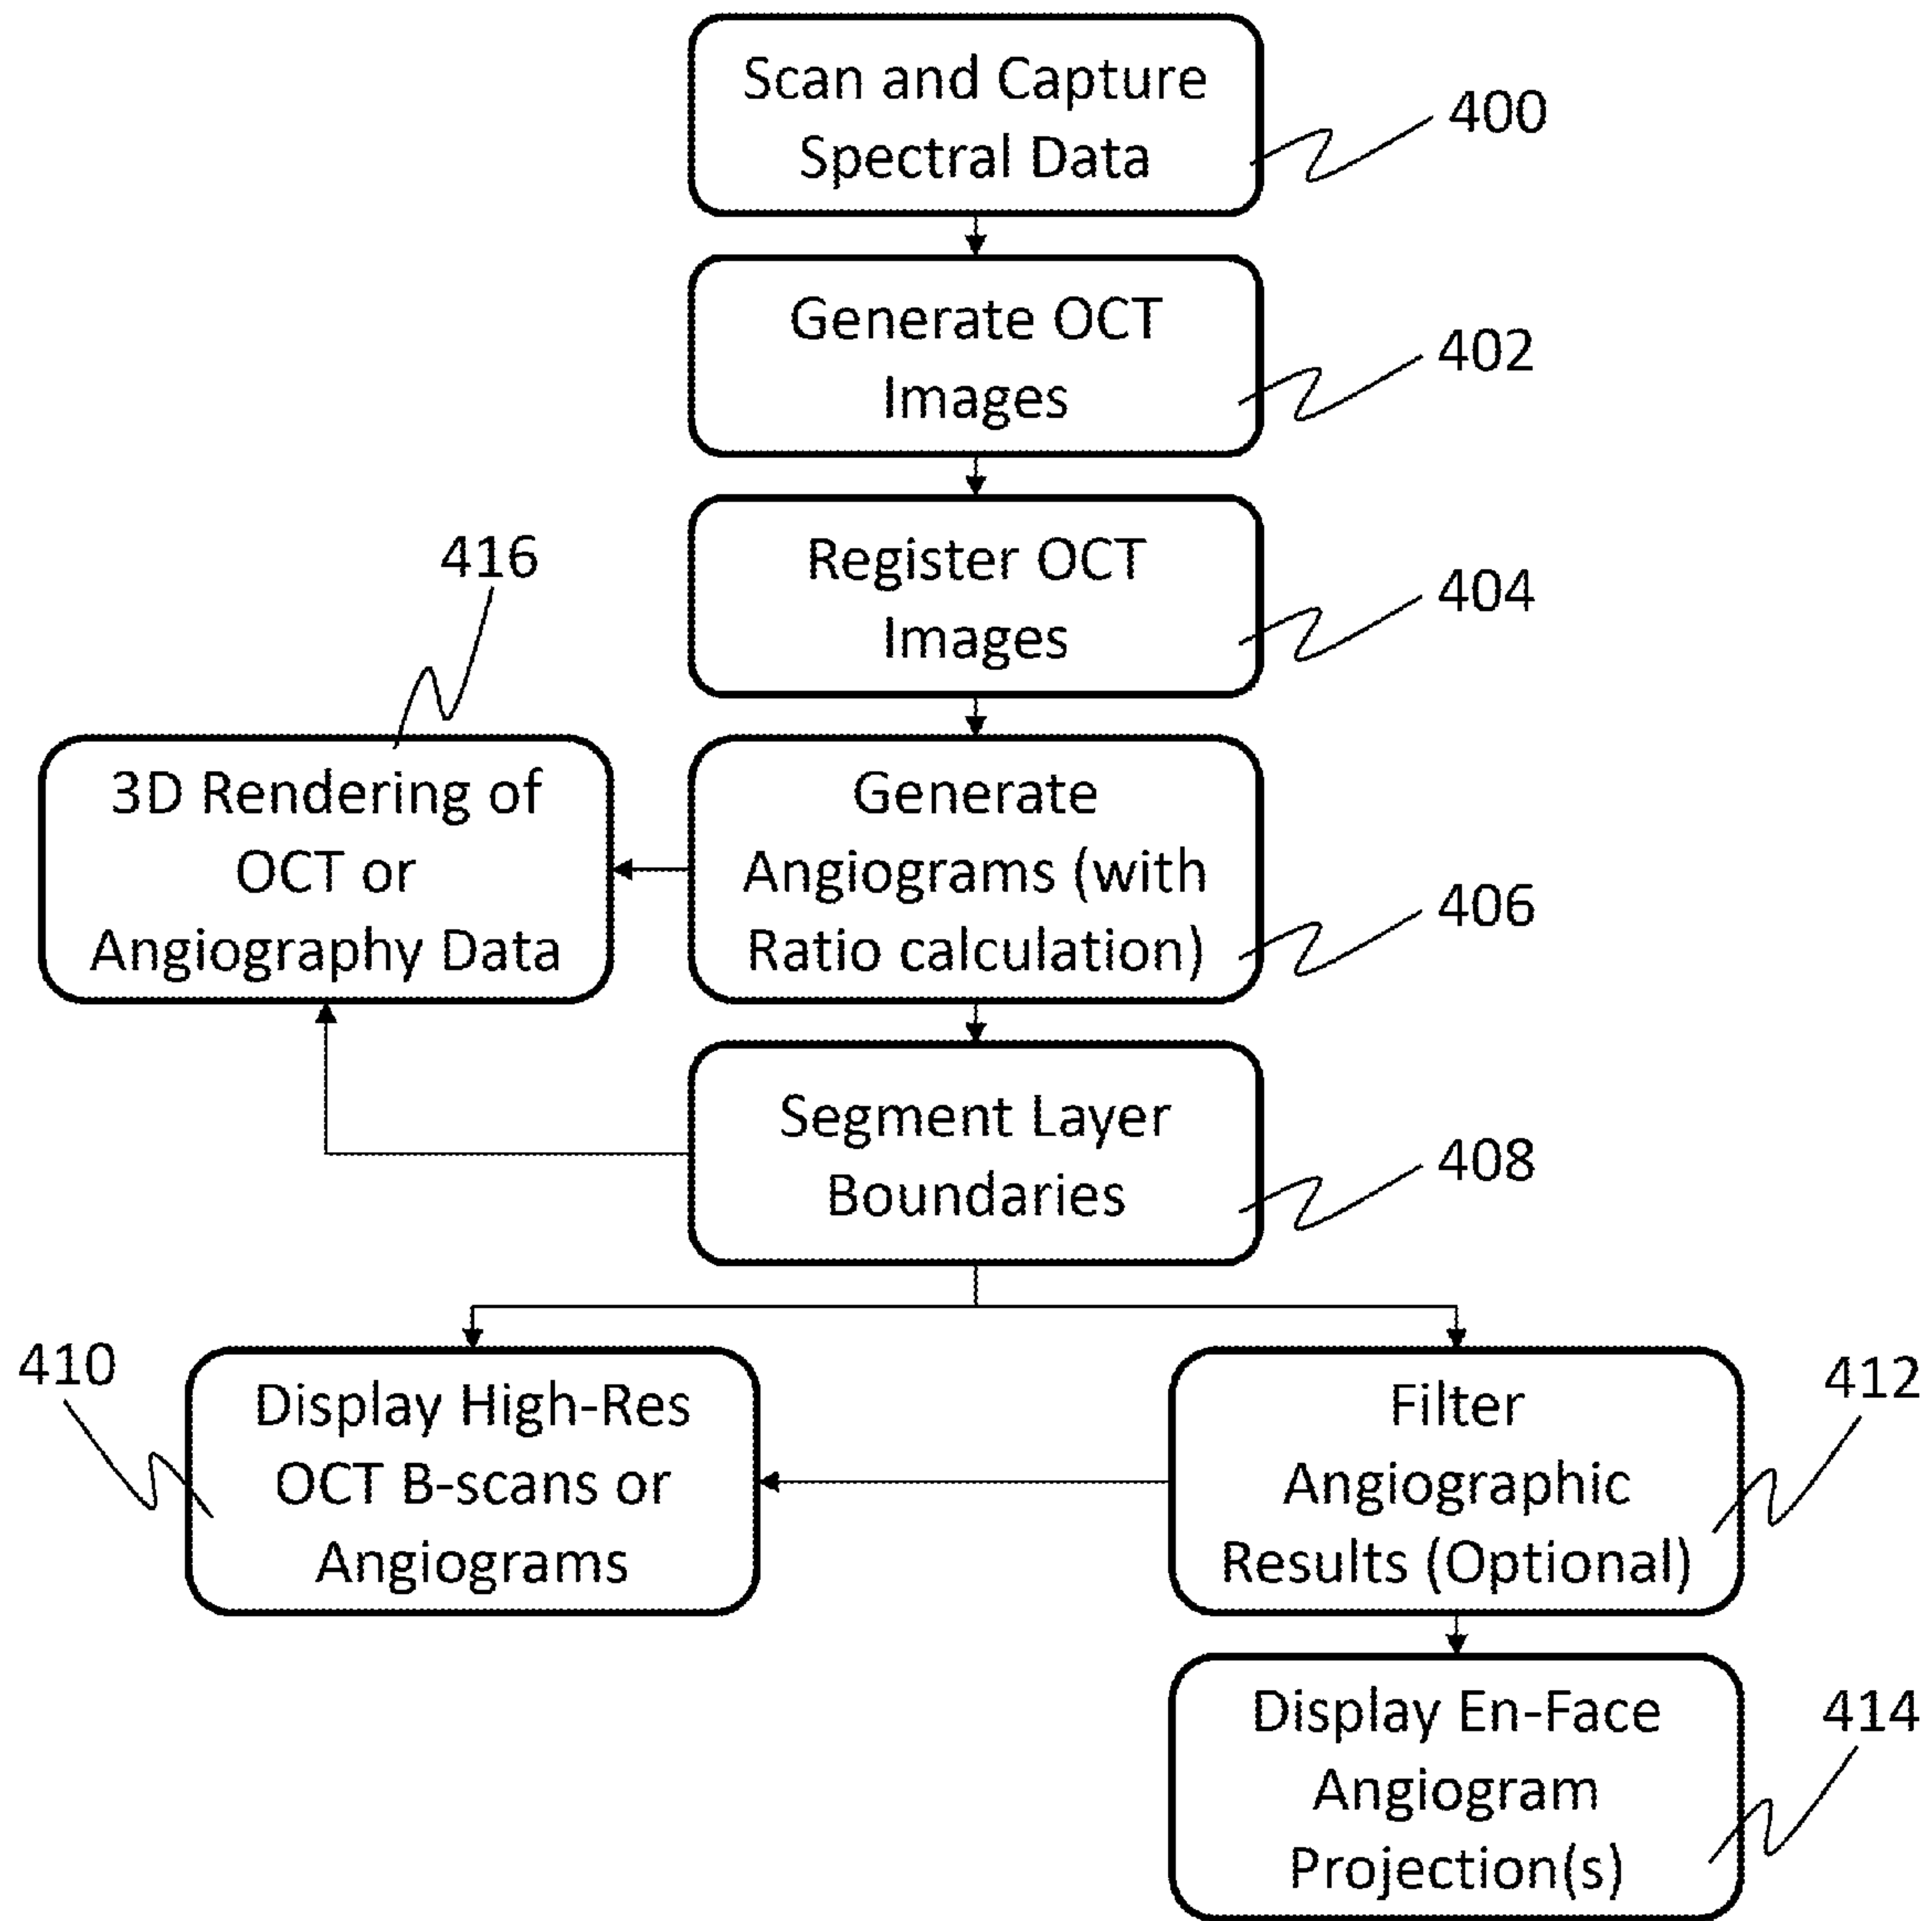 Scan and Capture
Spectral Data
400
Generate OCT
Images
402
Register OCT
Images
404
416
3D Rendering of
OCT or
Angiography Data
Generate
Angiograms (with
Ratio calculation)
406
Segment Layer
Boundaries
408
410
Display High-Res
OCT B-scans or
Angiograms
Filter
Angiographic
Results (Optional)
412
Display En-Face
Angiogram
Projection(s)
414